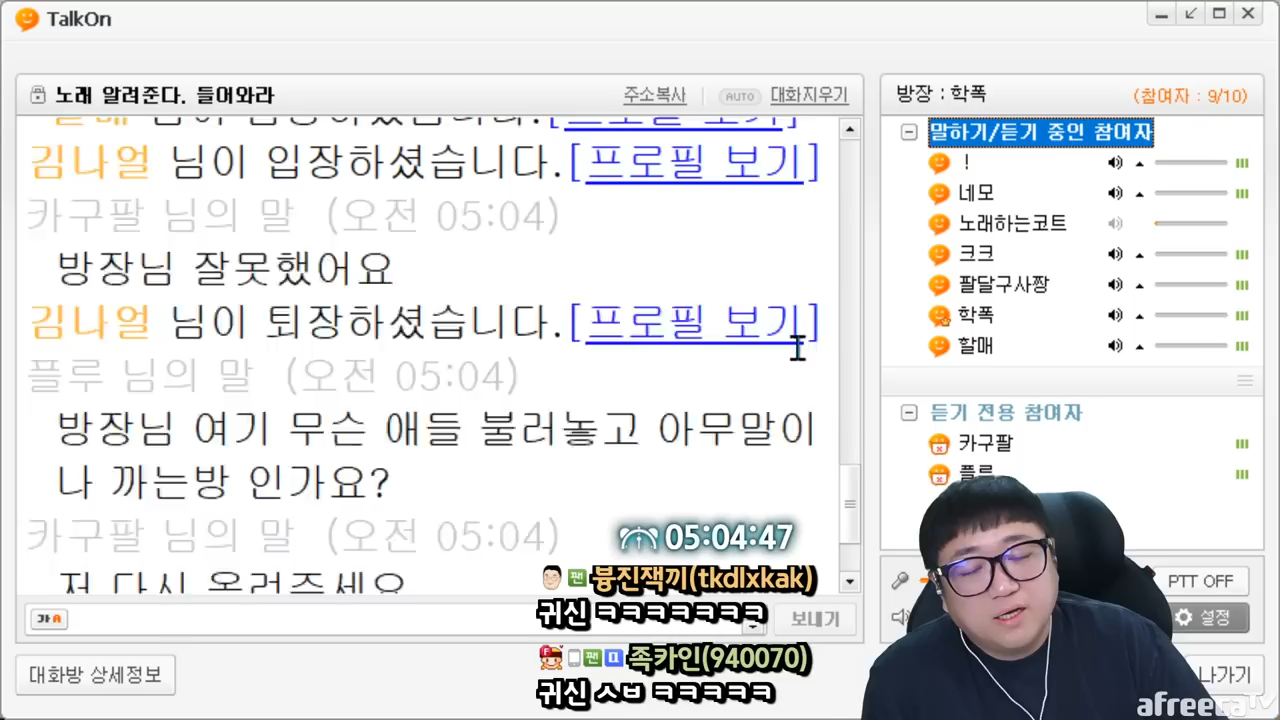 TalkOn
노래 알려준다. 들어와라
주소복사
AUTO
대화지우기
김나얼 님이 입장하셨습니다.[프로필 보기]
카구팔 님의 말 (오전 05:04)
방장님 잘못했어요
김나얼 님이 퇴장하셨습니다.[프로필 보기]
플루 님의 말 (오전 05:04)
방장님 여기 무슨 애들 불러놓고 아무말이
나 까는방 인가요?
카구팔 님의 말 (오전 05:04)
저 다시 올려주세요
가A
보내기
대화방 상세정보
방장 : 학폭
(참여자 : 9/10)
말하기/듣기 중인 참여자
!
네모
노래하는코트
크크
팔달구사짱
학폭
할매
듣기 전용 참여자
카구팔
플루
PTT OFF
설정
나가기
05:04:47
팬 븅진잭끼(tkdlxkak)
귀신 ㅋㅋㅋㅋㅋㅋㅋ
F 팬 족카인(940070)
귀신 ㅅㅂ ㅋㅋㅋㅋㅋ
afreecaTV